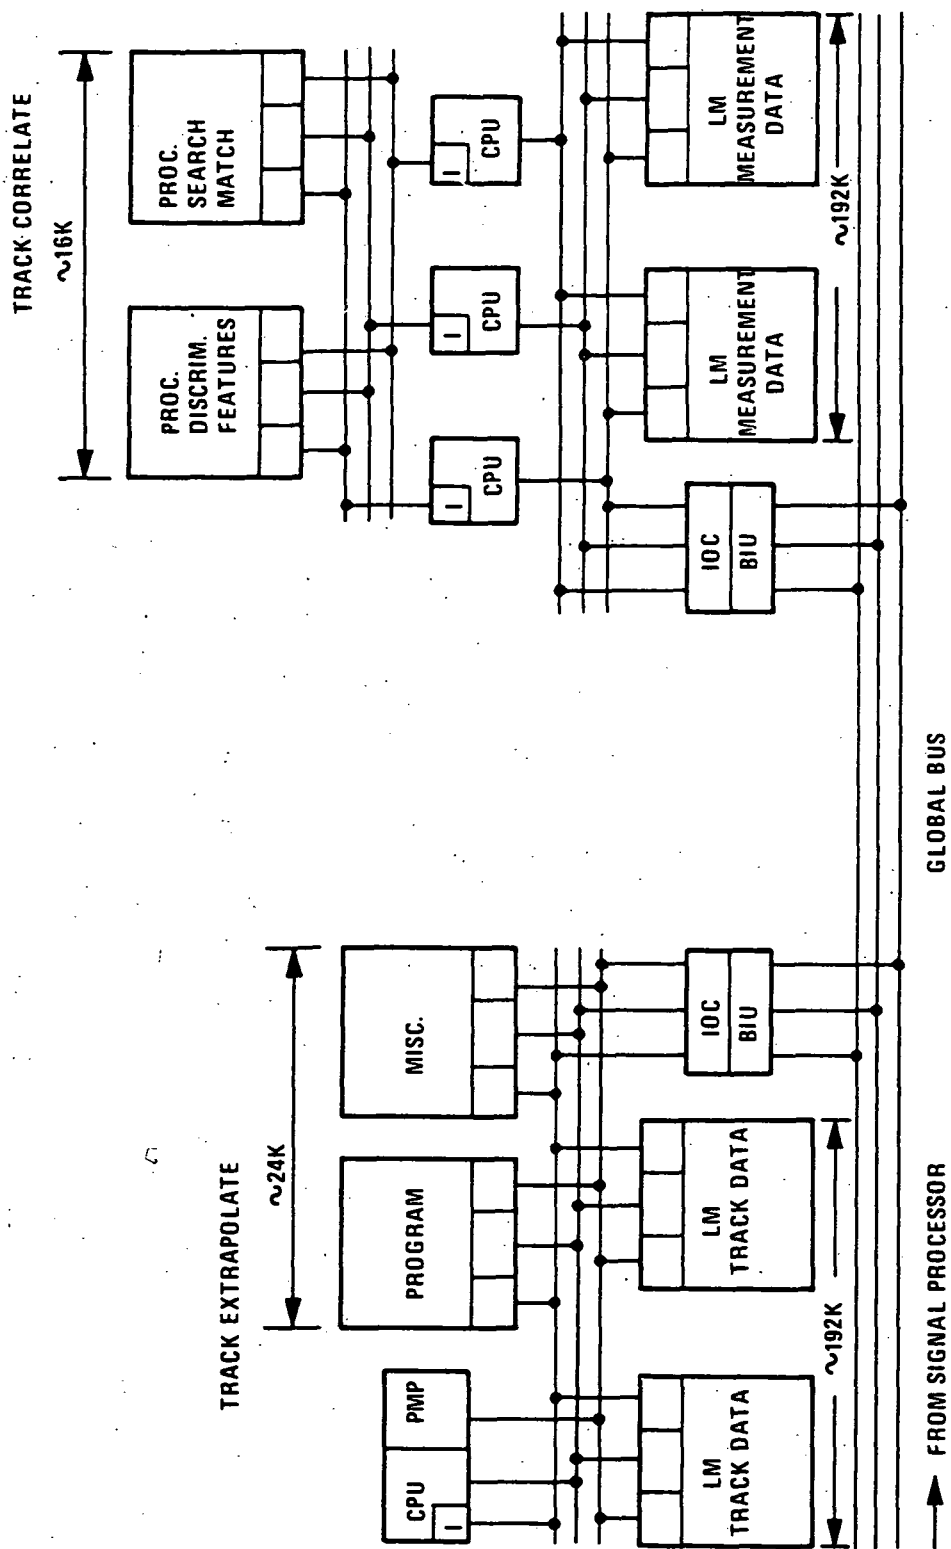 TRACK EXTRAPOLATE
~24K
CPU
I
PMP
PROGRAM
MISC.
LM
TRACK DATA
LM
TRACK DATA
~192K
IOC
BIU
TRACK CORRELATE
~16K
PROC.
DISCRIM.
FEATURES
PROC.
SEARCH
MATCH
I
CPU
I
CPU
I
CPU
IOC
BIU
LM
MEASUREMENT
DATA
LM
MEASUREMENT
DATA
~192K
FROM SIGNAL PROCESSOR
GLOBAL BUS